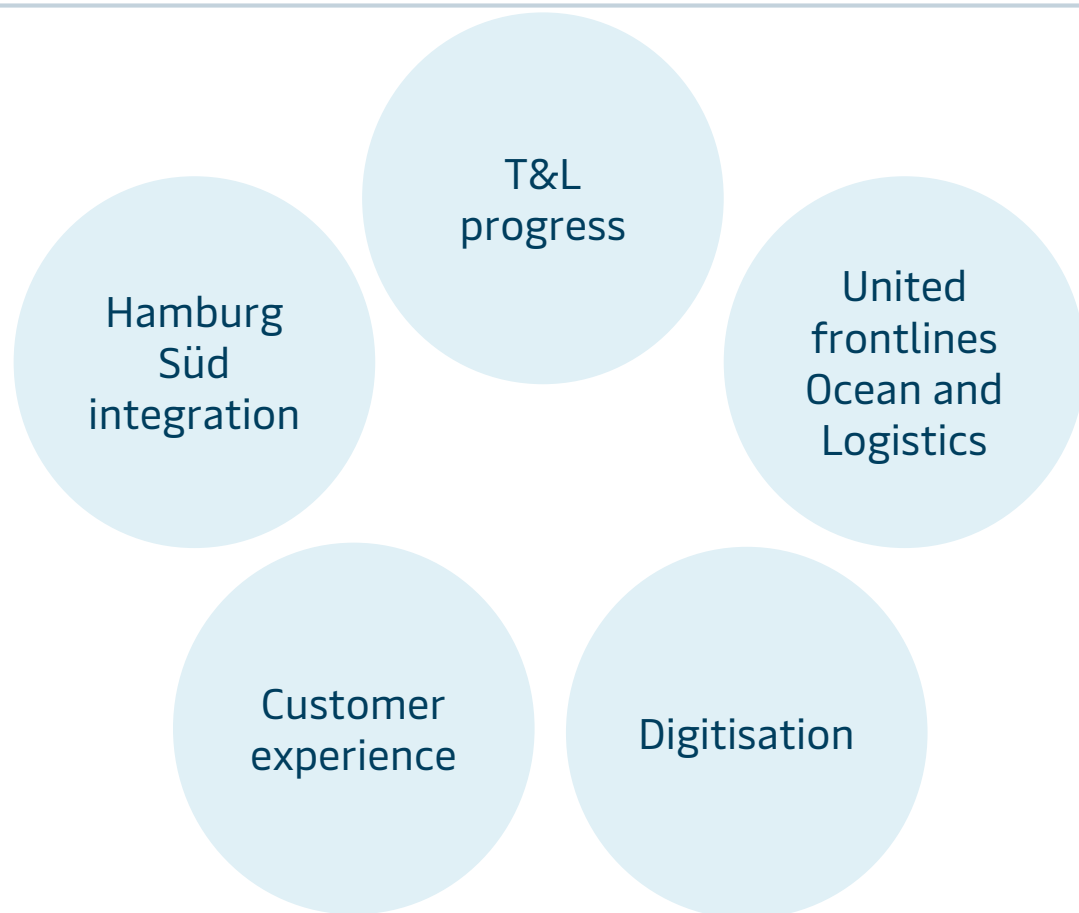 T&L
progress
Hamburg
Süd
integration
United
frontlines
Ocean and
Logistics
Customer
experience
Digitisation